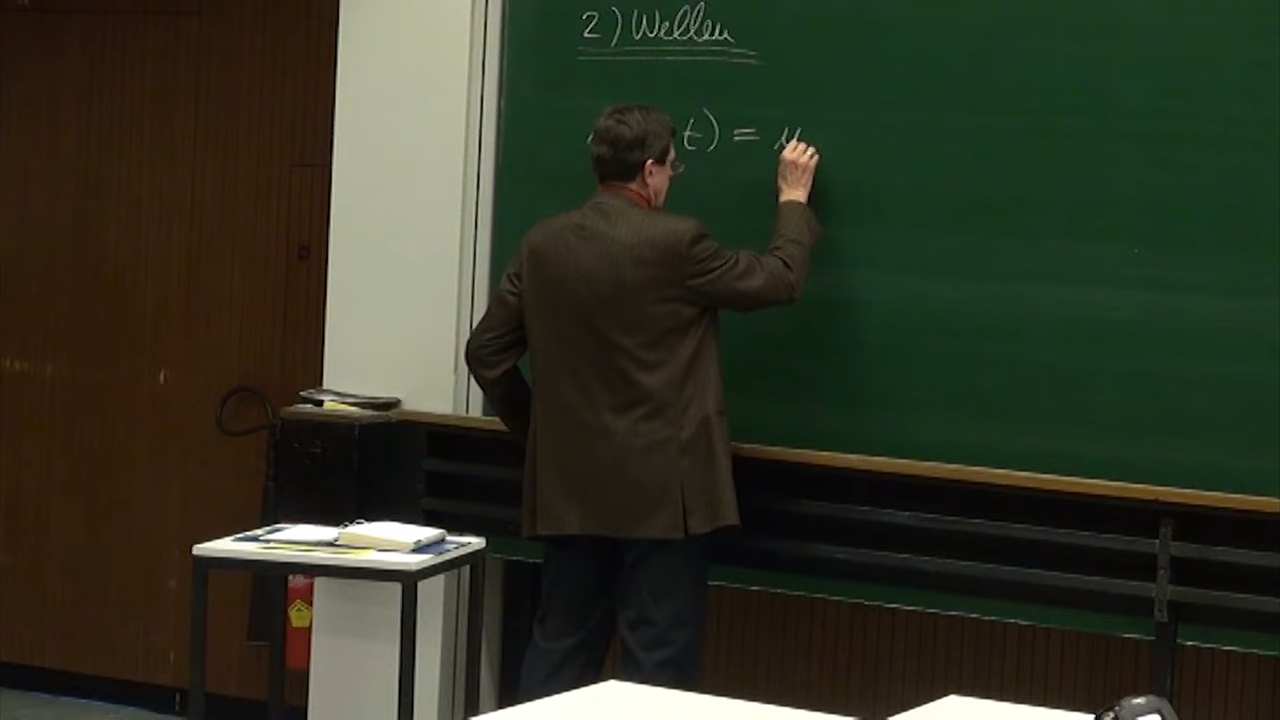 2) Wellen
t) = u